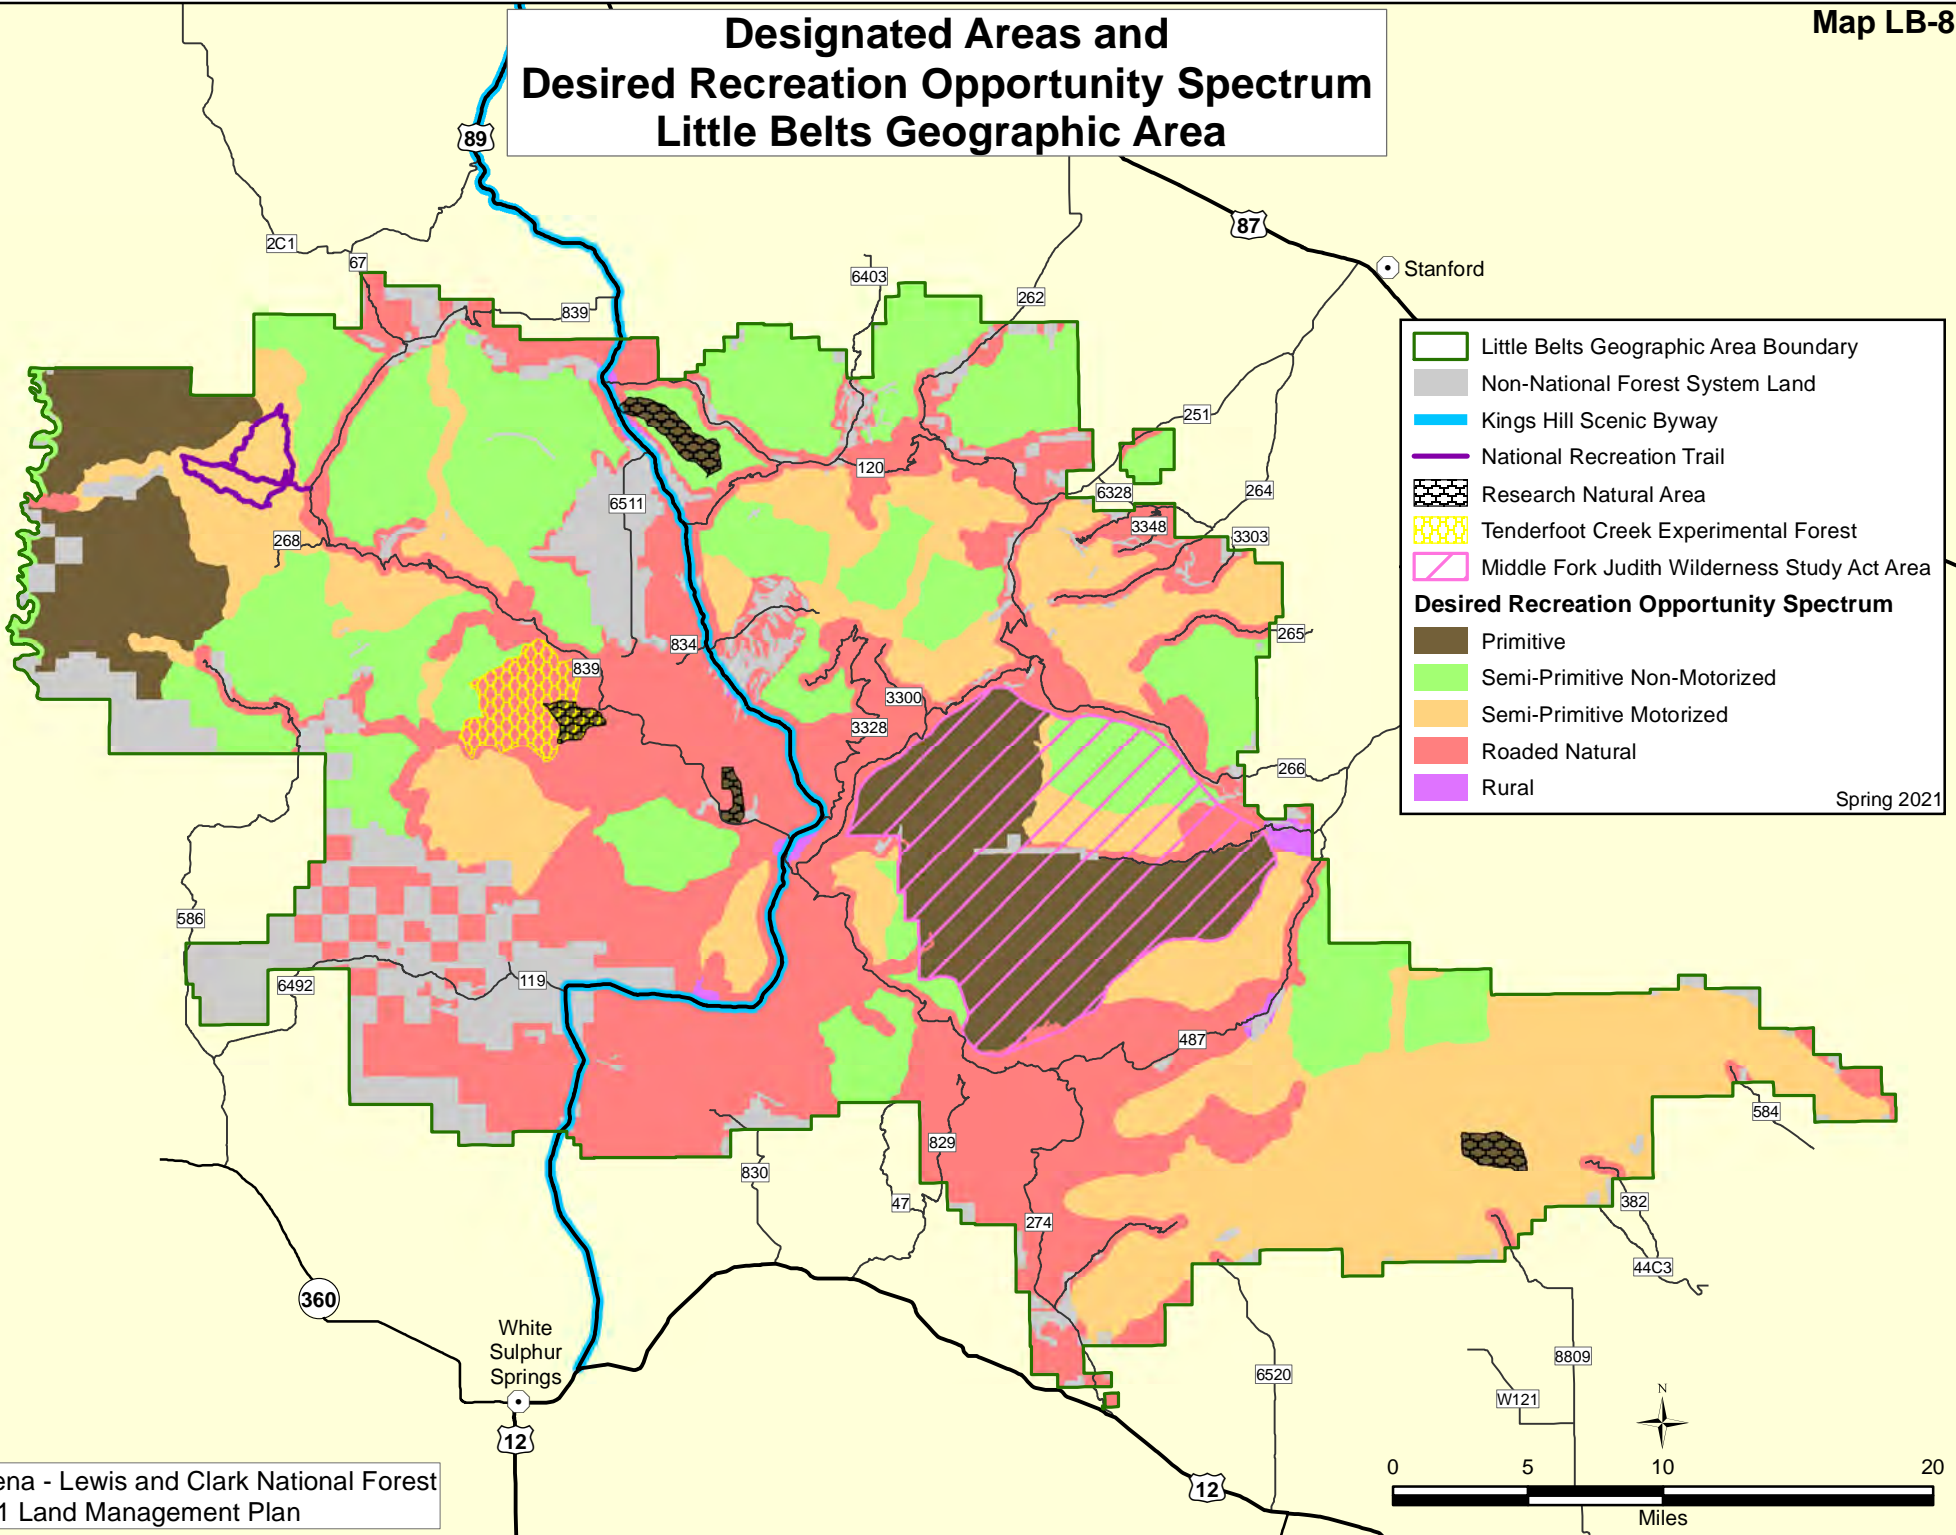 Map LB-8
Designated Areas and
Desired Recreation Opportunity Spectrum
Little Belts Geographic Area
89
87
2C1
67
6403
262
839
Stanford
Little Belts Geographic Area Boundary
Non-National Forest System Land
Kings Hill Scenic Byway
National Recreation Trail
Research Natural Area
Tenderfoot Creek Experimental Forest
Middle Fork Judith Wilderness Study Act Area
Desired Recreation Opportunity Spectrum
Primitive
Semi-Primitive Non-Motorized
Semi-Primitive Motorized
Roaded Natural
Rural
Spring 2021
251
120
6511
6328
264
3348
268
3303
265
834
839
3300
3328
266
586
119
6492
487
584
829
830
47
382
274
44C3
360
White
Sulphur
Springs
6520
8809
W121
N
12
12
0 5 10 20
Miles
ena - Lewis and Clark National Forest
1 Land Management Plan